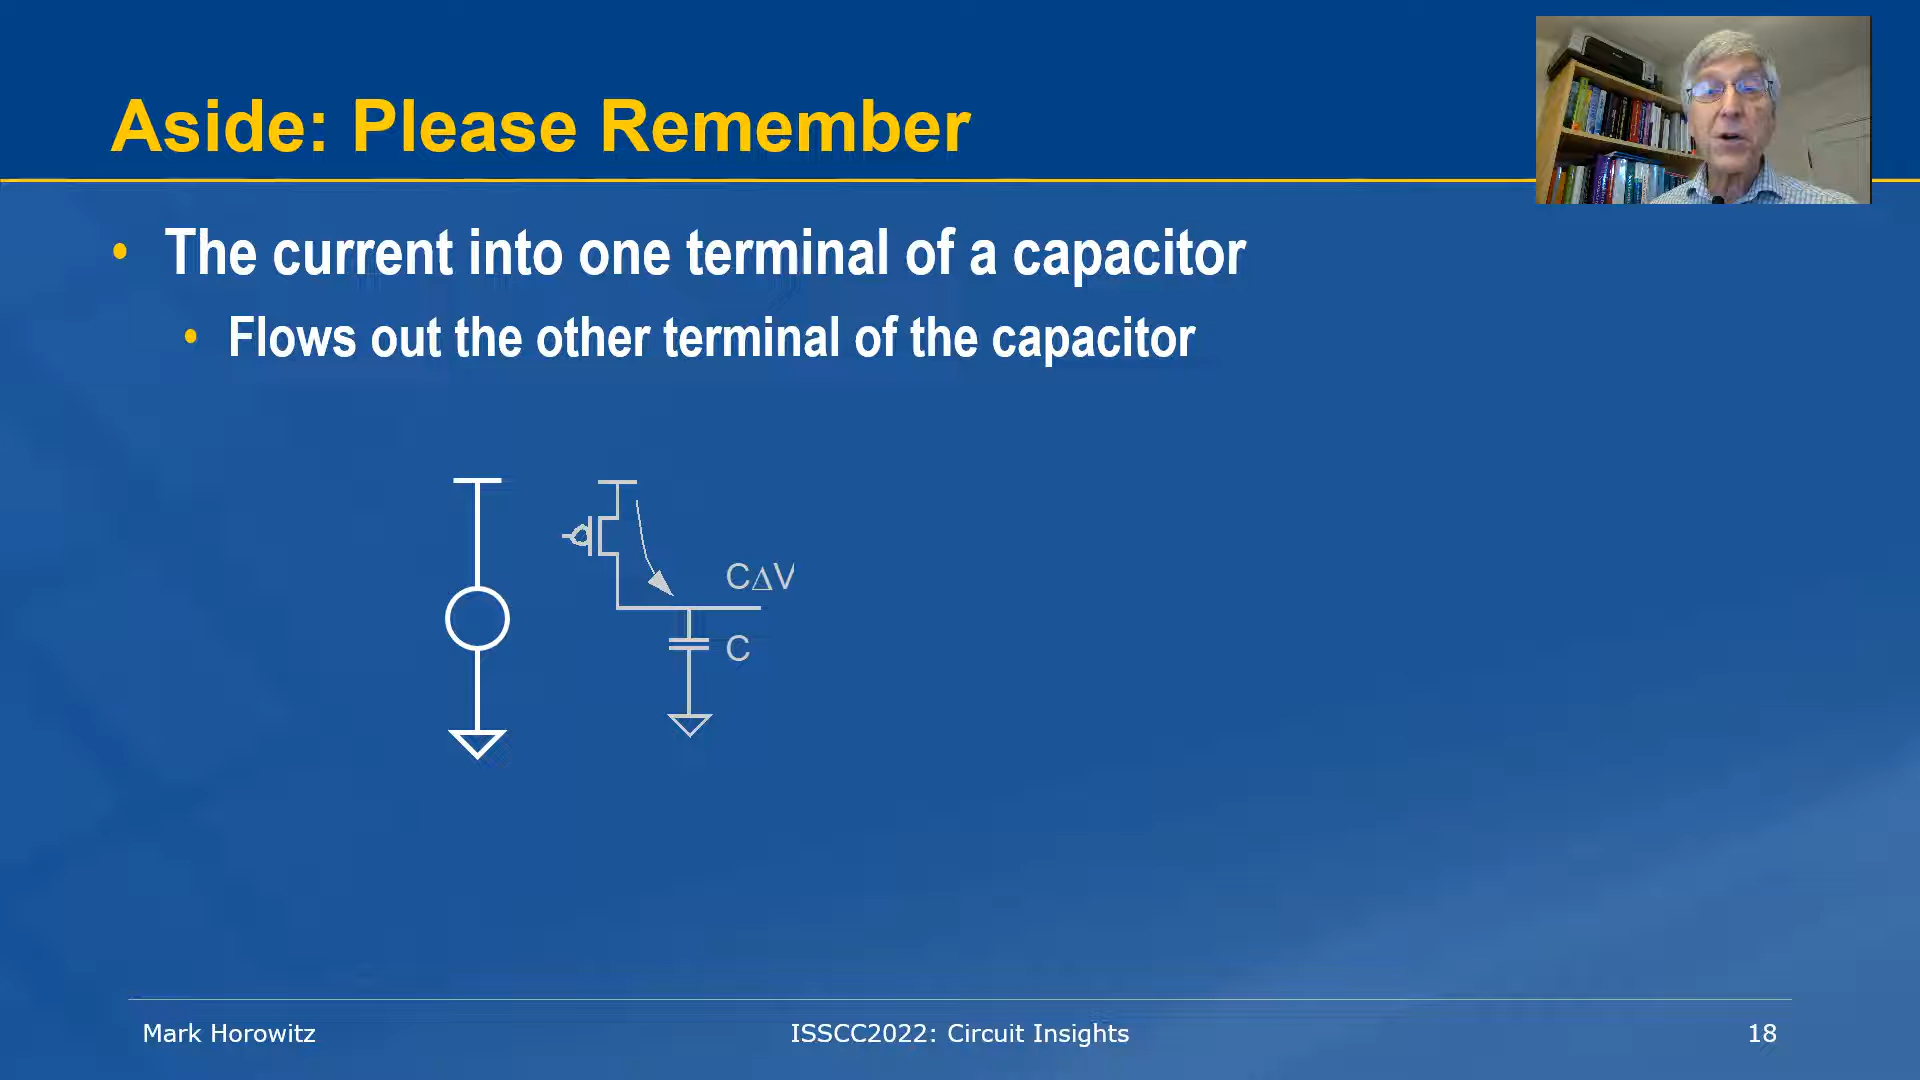 Aside: Please Remember
• The current into one terminal of a capacitor
• Flows out the other terminal of the capacitor
C∆V
C
Mark Horowitz
ISSCC2022: Circuit Insights
18